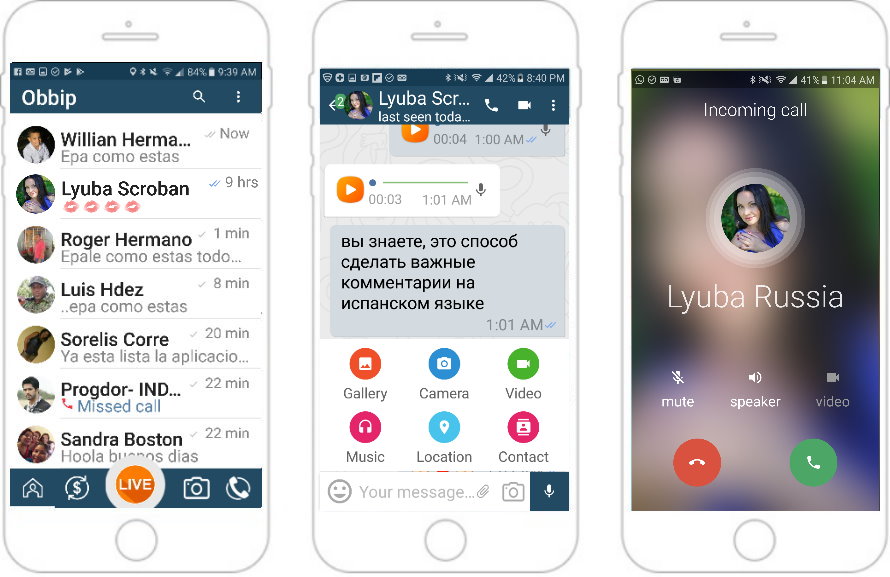 84% 9:39 AM
Obbip
Willian Herma... Now
Epa como estas
Lyuba Scroban 9 hrs
Roger Hermano 1 min
Epale como estas todo...
Luis Hdez 8 min
..epa como estas
Sorelis Corre 20 min
Ya esta lista la aplicacio...
Progdor- IND... 22 min
Missed call
Sandra Boston 22 min
Hoola buenos dias
LIVE
42% 8:40 PM
2 Lyuba Scr...
last seen toda...
00:04 1:00 AM
00:03 1:01 AM
вы знаете, это способ
сделать важные
комментарии на
испанском языке
1:01 AM
Gallery Camera Video
Music Location Contact
Your message...
41% 11:04 AM
Incoming call
Lyuba Russia
mute speaker video